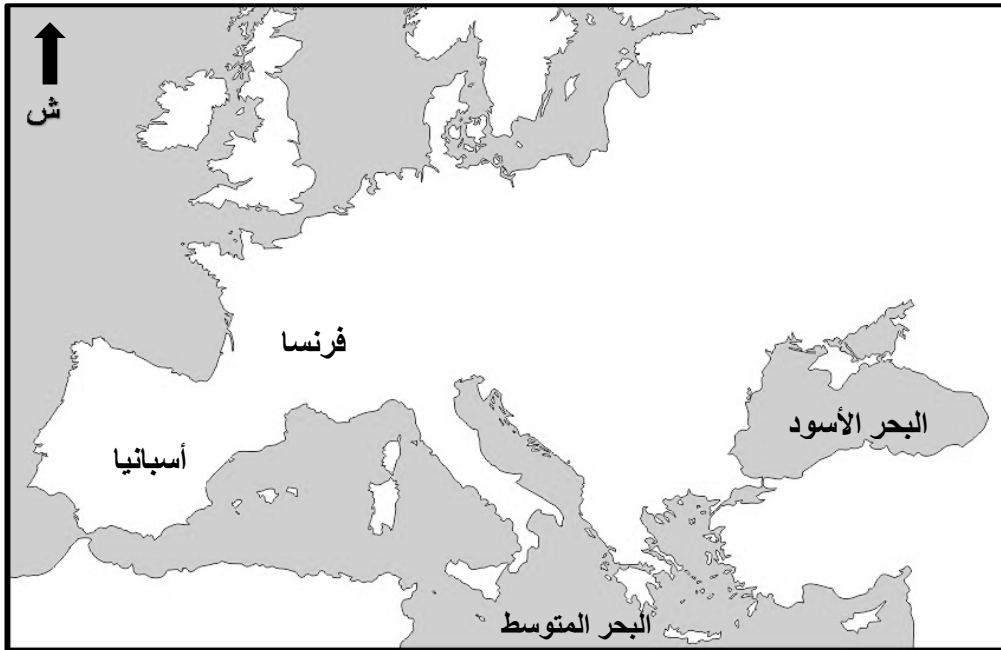 ش
فرنسا
البحر الأسود
أسبانيا
البحر المتوسط